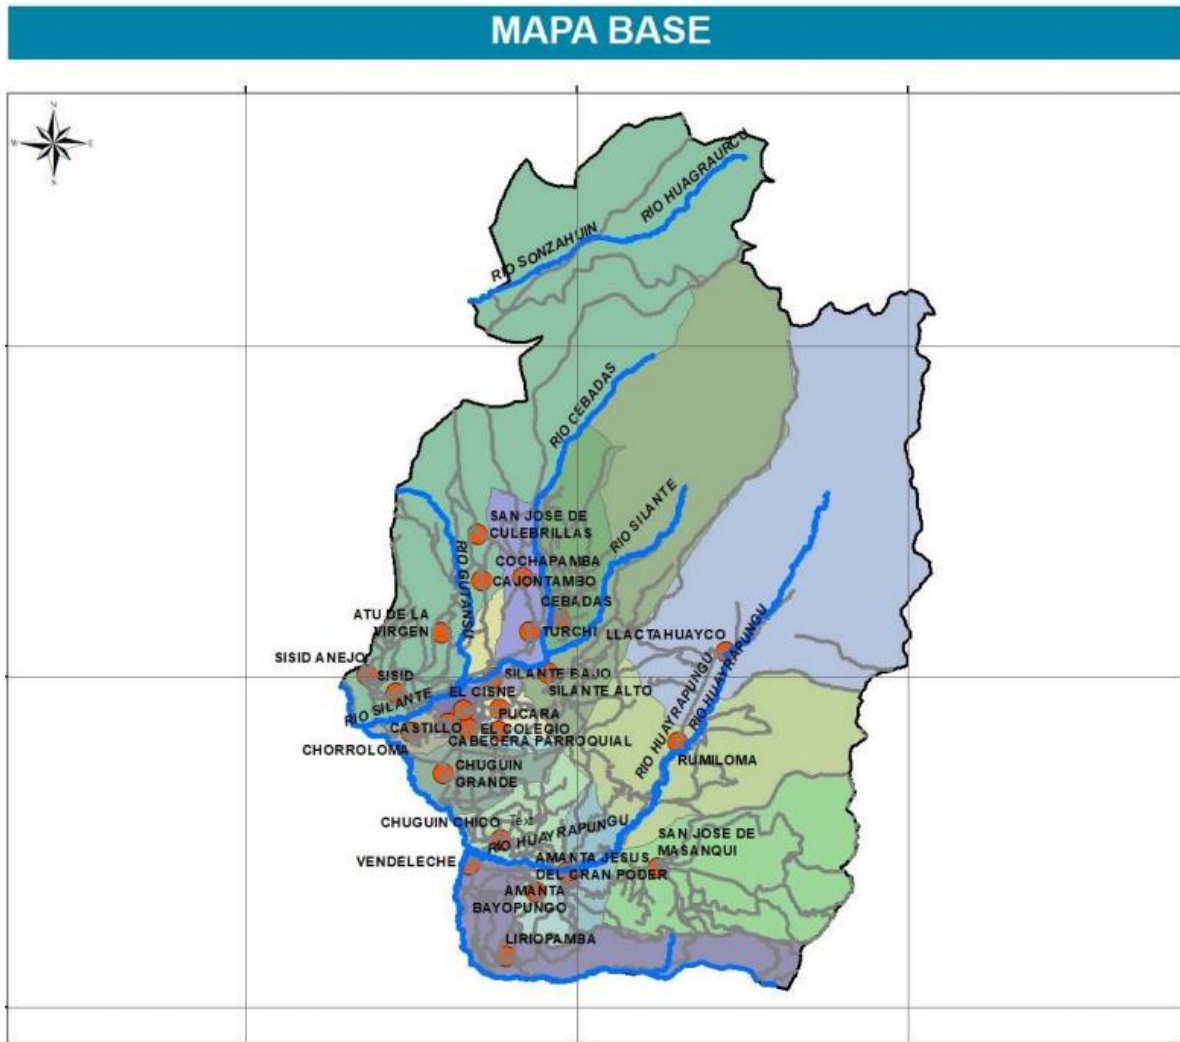 MAPA BASE
N
W
E
S
RIO HUAGRAURCU
RIO SONZAHUIN
RIO CEBADAS
RIO SILANTE
SAN JOSE DE
CULEBRILLAS
RIO GUTANSU
COCHAPAMBA
CAJONTAMBO
CEBADAS
ATU DE LA
VIRGEN
TURCHI
LLACTAHUAYCO
SISID ANEJO
SISID
SILANTE BAJO
SILANTE ALTO
RIO HUAYRAPUNGU
RIO HUAYRAPUNGU
RIO SILANTE
EL CISNE
PUCARA
CASTILLO
EL COLEGIO
CABECERA PARROQUIAL
CHORROLOMA
RUMILOMA
CHUGUIN
GRANDE
CHUGUIN CHICO
Text
RIO HUAYRAPUNGU
SAN JOSE DE
MASANQUI
VENDELECHE
AMANTA JESUS
DEL GRAN PODER
AMANTA
BAYOPUNGO
LIRIOPAMBA